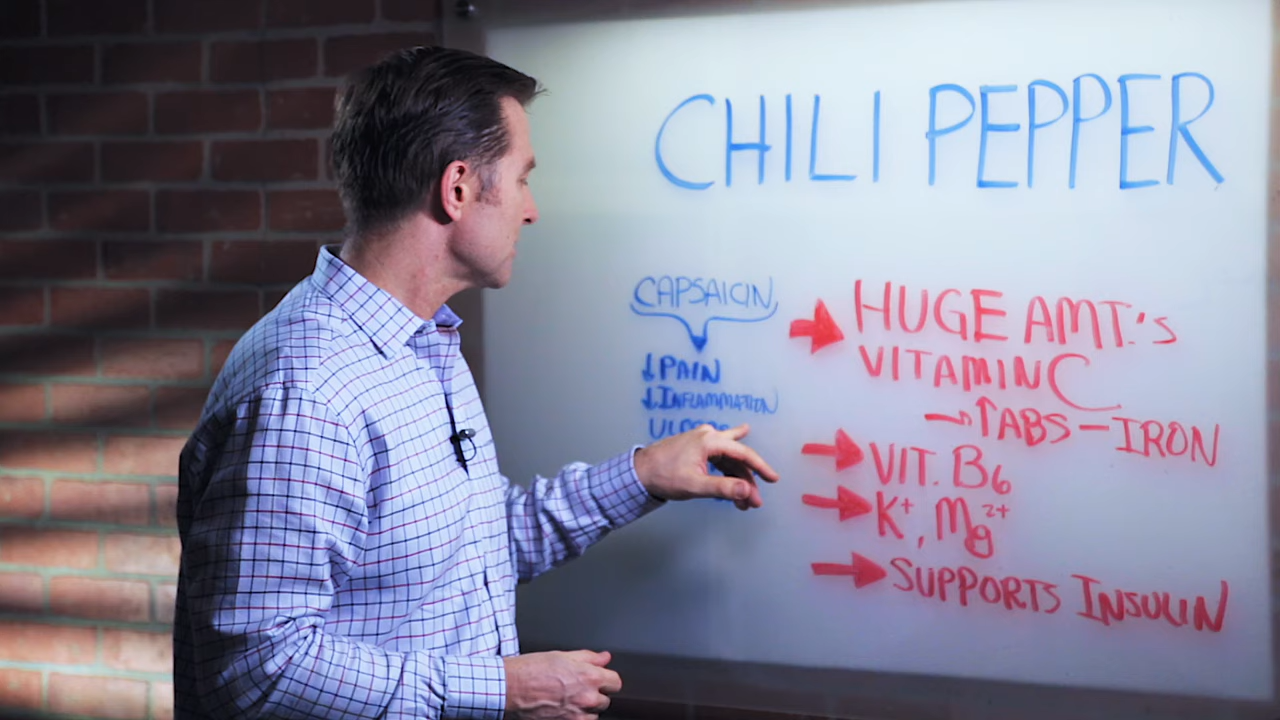 CHILI PEPPER
CAPSAICIN
↓PAIN
↓INFLAMMATION
HUGE AMT.'S
VITAMIN C
→↑ABS-IRON
VIT. B6
K+, Mg2+
SUPPORTS INSULIN